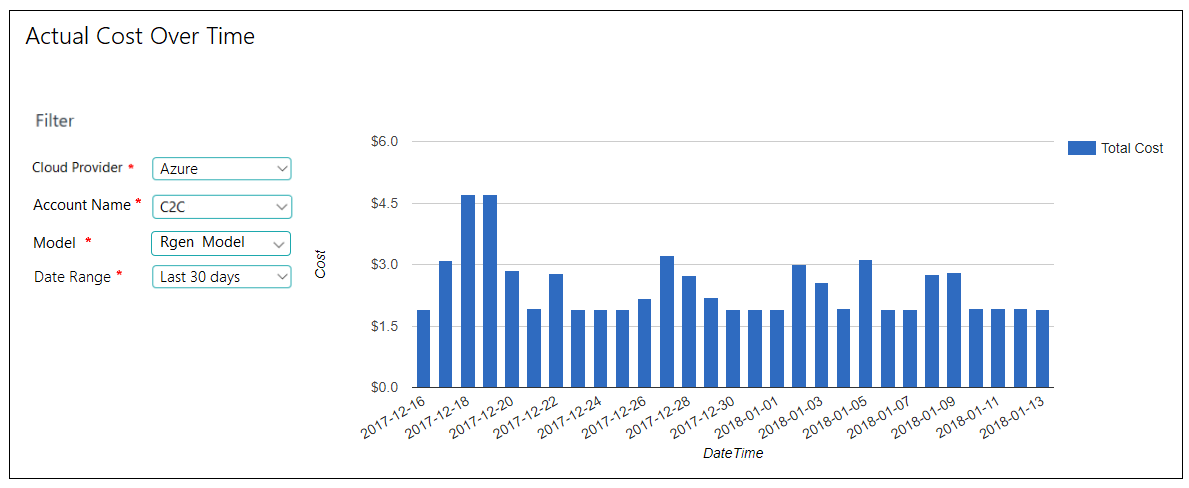 Actual Cost Over Time
Filter
Cloud Provider * Azure
Account Name * C2C
Model * Rgen Model
Date Range * Last 30 days
$6.0
$4.5
$3.0
$1.5
$0.0
Cost
2017-12-16
2017-12-18
2017-12-20
2017-12-22
2017-12-24
2017-12-26
2017-12-28
2017-12-30
2018-01-01
2018-01-03
2018-01-05
2018-01-07
2018-01-09
2018-01-11
2018-01-13
DateTime
Total Cost